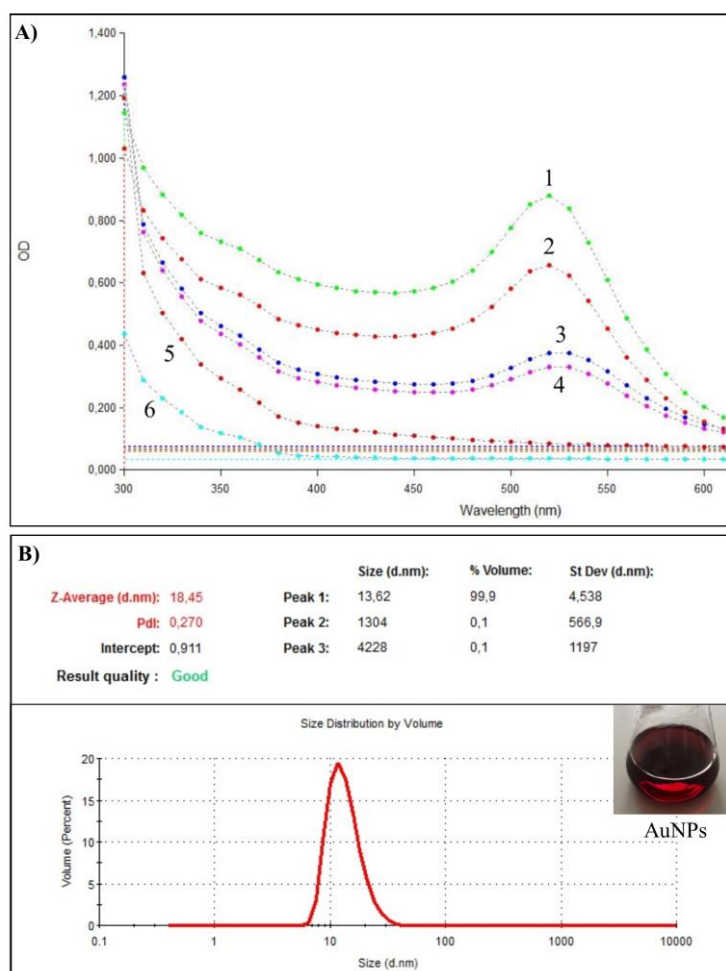 A)
1,400
1,200
1,000
0,800
0,600
0,400
0,200
0,000
OD
1
2
3
4
5
6
300 350 400 450 500 550 600
Wavelength (nm)
B)
Size (d.nm): % Volume: St Dev (d.nm):
Z-Average (d.nm): 18,45 Peak 1: 13,62 99,9 4,538
PdI: 0,270 Peak 2: 1304 0,1 566,9
Intercept: 0,911 Peak 3: 4228 0,1 1197
Result quality : Good
Size Distribution by Volume
20
15
10
5
0
Volume (Percent)
0.1 1 10 100 1000 10000
Size (d.nm)
AuNPs